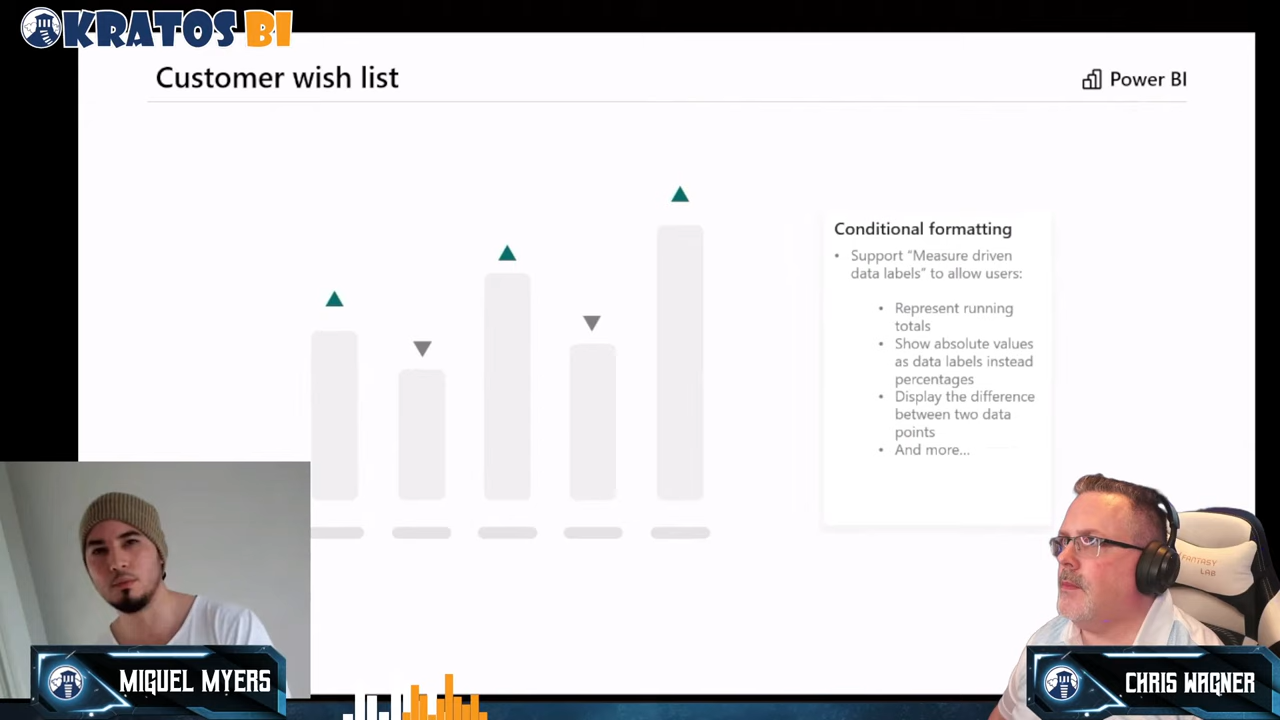 KRATOS BI
Customer wish list
Power BI
Conditional formatting
• Support “Measure driven
data labels” to allow users:
• Represent running
totals
• Show absolute values
as data labels instead
percentages
• Display the difference
between two data
points
• And more...
FANTASY
LAB
MIGUEL MYERS
CHRIS WAGNER